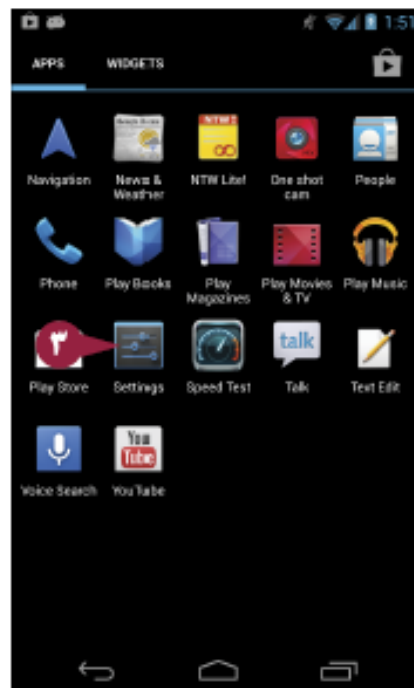 1:51
APPS WIDGETS
Navigation News & Weather NTW Lite! One shot cam People
Phone Play Books Play Magazines Play Movies & TV Play Music
٣
talk
Play Store Settings Speed Test Talk Text Edit
You
Tube
Voice Search YouTube